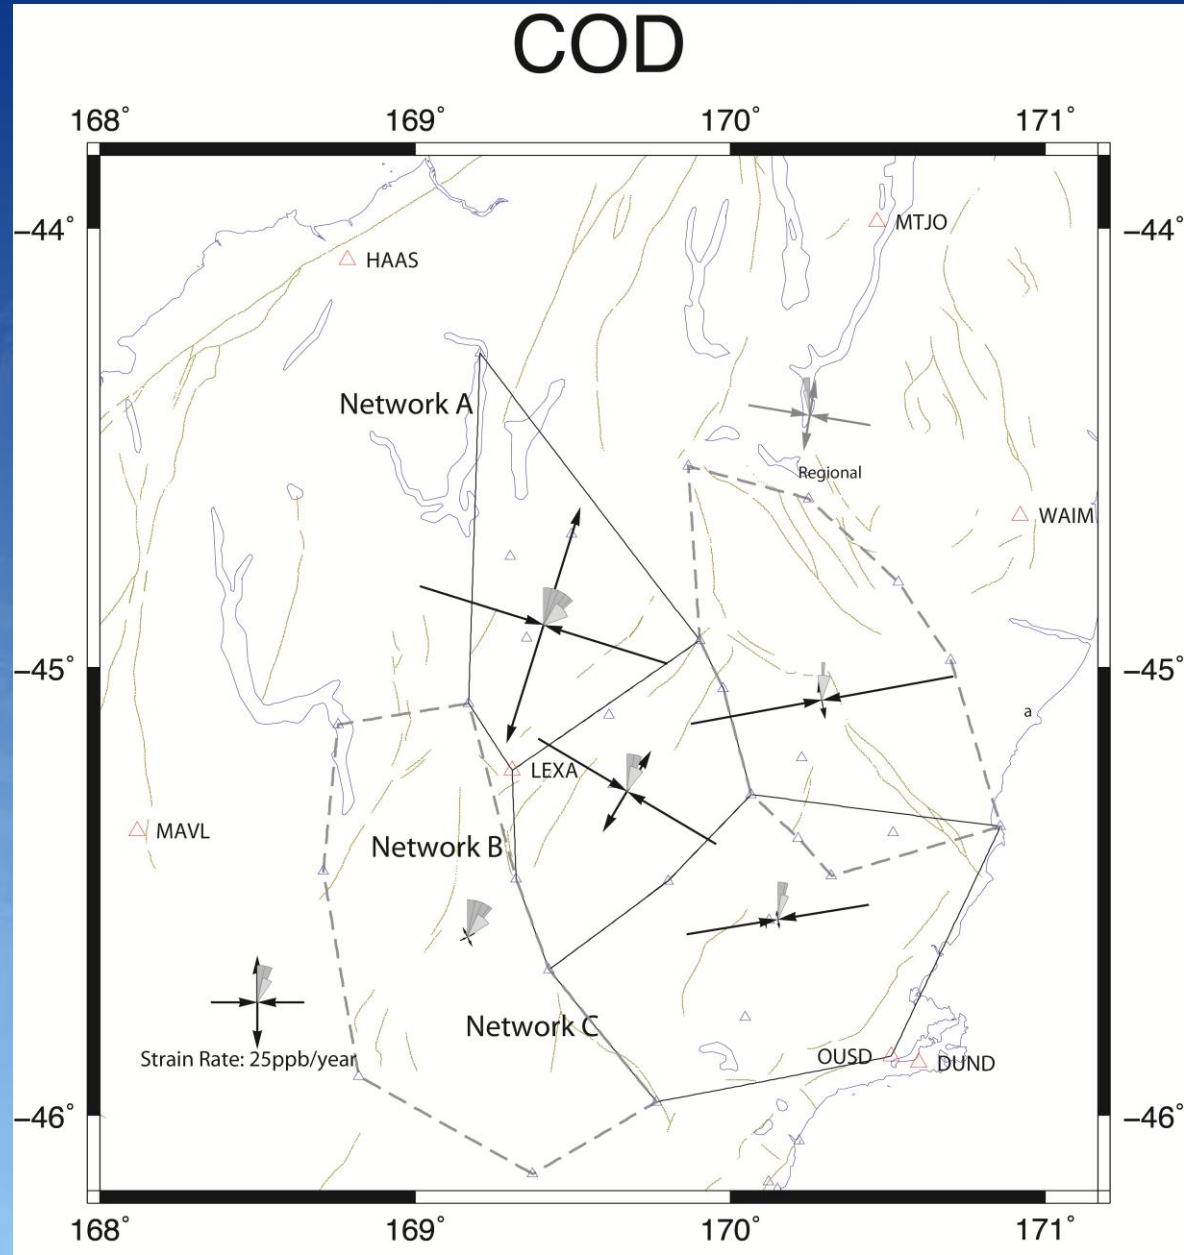 COD
168° 169° 170° 171°
-44° -44°
MTJO
HAAS
Network A
Regional
WAIM
-45° -45°
a
LEXA
MAVL
Network B
Network C
Strain Rate: 25ppb/year
OUSD
DUND
-46° -46°
168° 169° 170° 171°